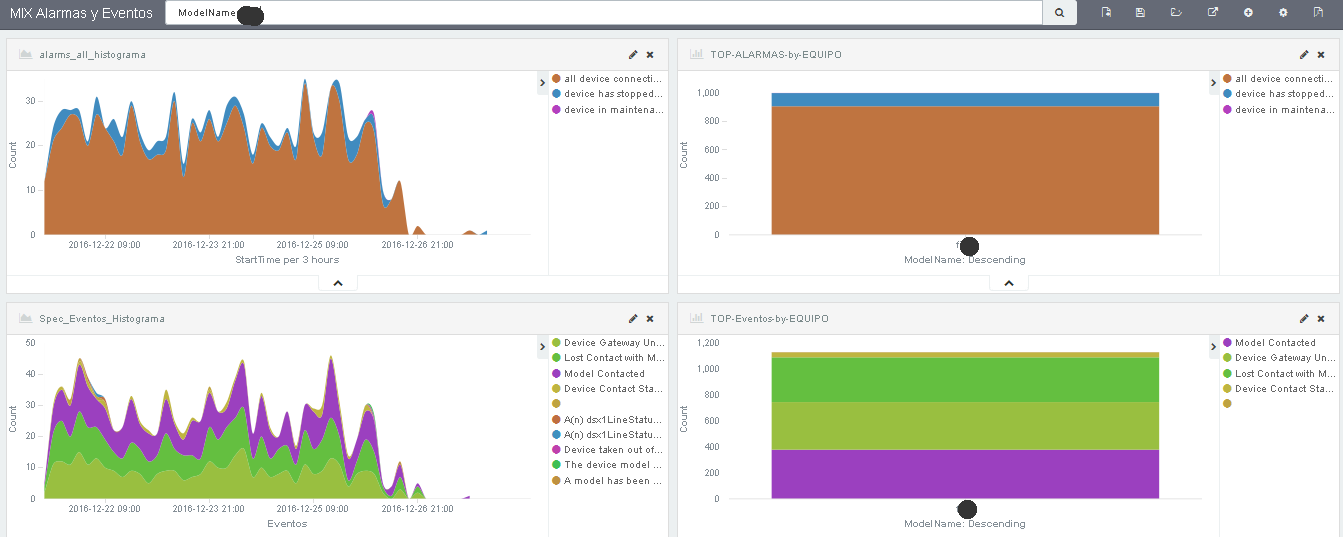 MIX Alarmas y Eventos
ModelName
alarms_all_histograma
Count
30
20
10
0
2016-12-22 09:00 2016-12-23 21:00 2016-12-25 09:00 2016-12-26 21:00
StartTime per 3 hours
all device connecti...
device has stopped...
device in maintena...
TOP-ALARMAS-by-EQUIPO
Count
1,000
800
600
400
200
0
ModelName: Descending
all device connecti...
device has stopped...
device in maintena...
Spec_Eventos_Histograma
Count
50
40
30
20
10
0
2016-12-22 09:00 2016-12-23 21:00 2016-12-25 09:00 2016-12-26 21:00
Eventos
Device Gateway Un...
Lost Contact with M...
Model Contacted
Device Contact Sta...
A(n) dsx1LineStatu...
A(n) dsx1LineStatu...
Device taken out of...
The device model ...
A model has been ...
TOP-Eventos-by-EQUIPO
Count
1,200
1,000
800
600
400
200
0
ModelName: Descending
Model Contacted
Device Gateway Un...
Lost Contact with M...
Device Contact Sta...